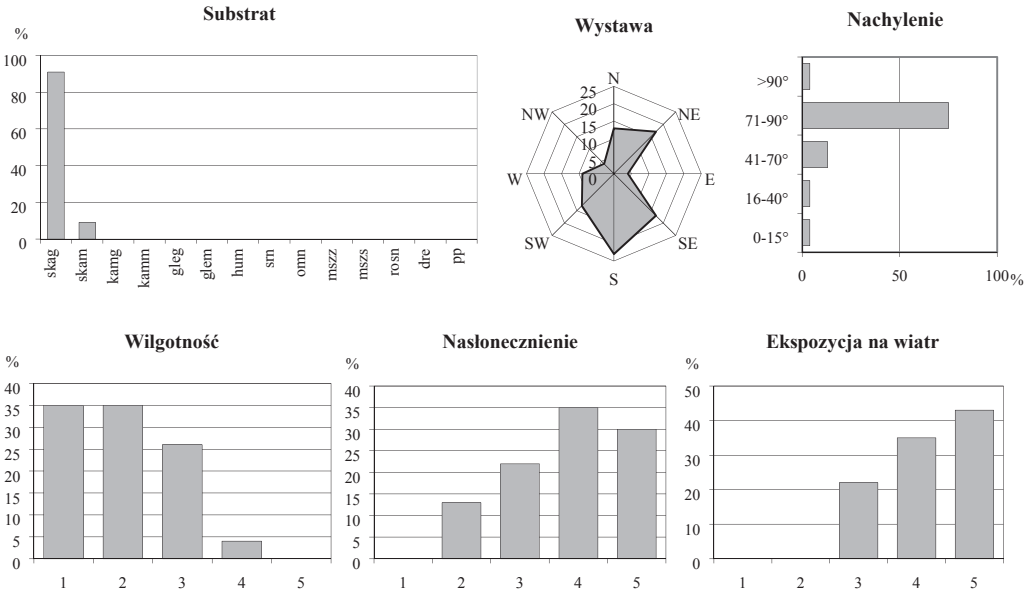 Substrat
%
100
80
60
40
20
0
skag
skam
kamg
kamm
gleg
glem
hum
srn
omn
mszz
mszs
rosn
dre
pp
Wystawa
N
NE
E
SE
S
SW
W
NW
25
20
15
10
5
0
Nachylenie
>90°
71-90°
41-70°
16-40°
0-15°
0 50 100 %
Wilgotność
%
40
35
30
25
20
15
10
5
0
1 2 3 4 5
Nasłonecznienie
%
40
35
30
25
20
15
10
5
0
1 2 3 4 5
Ekspozycja na wiatr
%
50
40
30
20
10
0
1 2 3 4 5